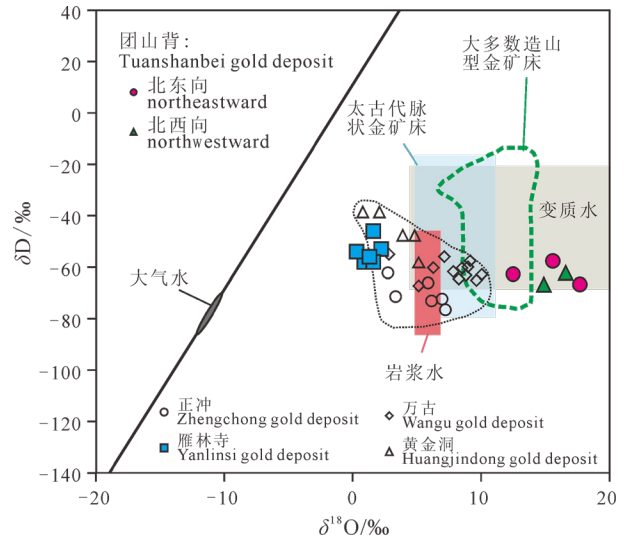 团山背:
Tuanshanbei gold deposit
北东向
northeastward
北西向
northwestward
大多数造山
型金矿床
太古代脉
状金矿床
变质水
大气水
岩浆水
正冲
Zhengchong gold deposit
雁林寺
Yanlinsi gold deposit
万古
Wangu gold deposit
黄金洞
Huangjindong gold deposit
40
20
0
−20
−40
−60
−80
−100
−120
−140
δD/‰
−20
−10
0
10
20
δ¹⁸O/‰